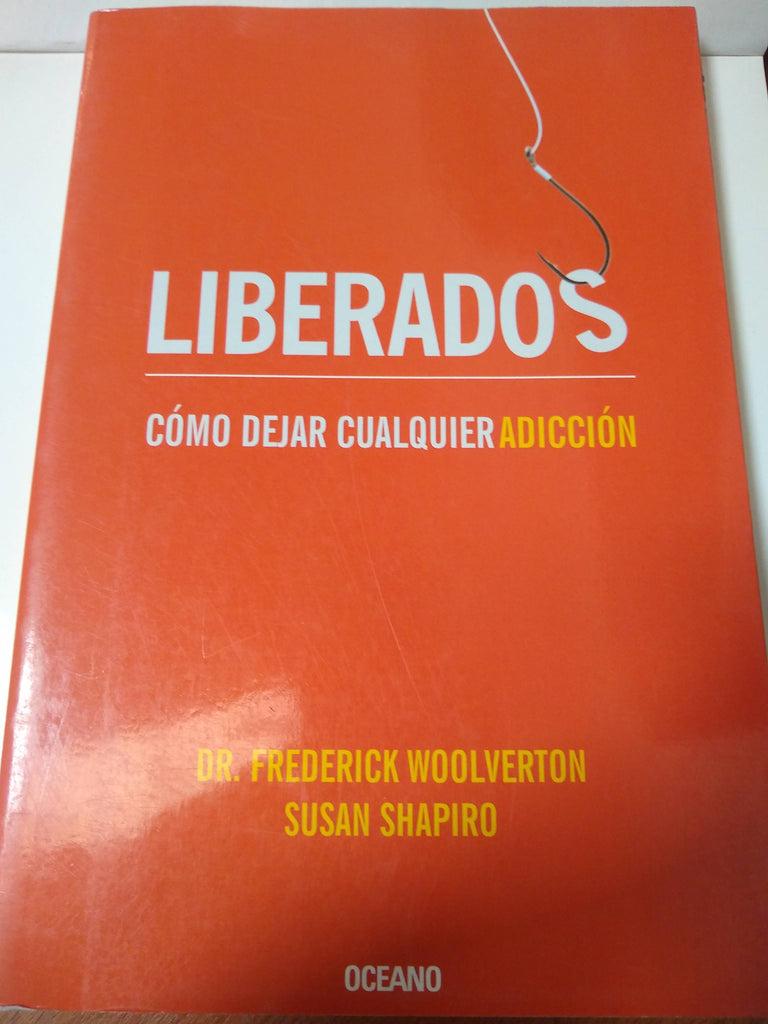 LIBERADOS
CÓMO DEJAR CUALQUIER ADICCIÓN
DR. FREDERICK WOOLVERTON
SUSAN SHAPIRO
OCEANO